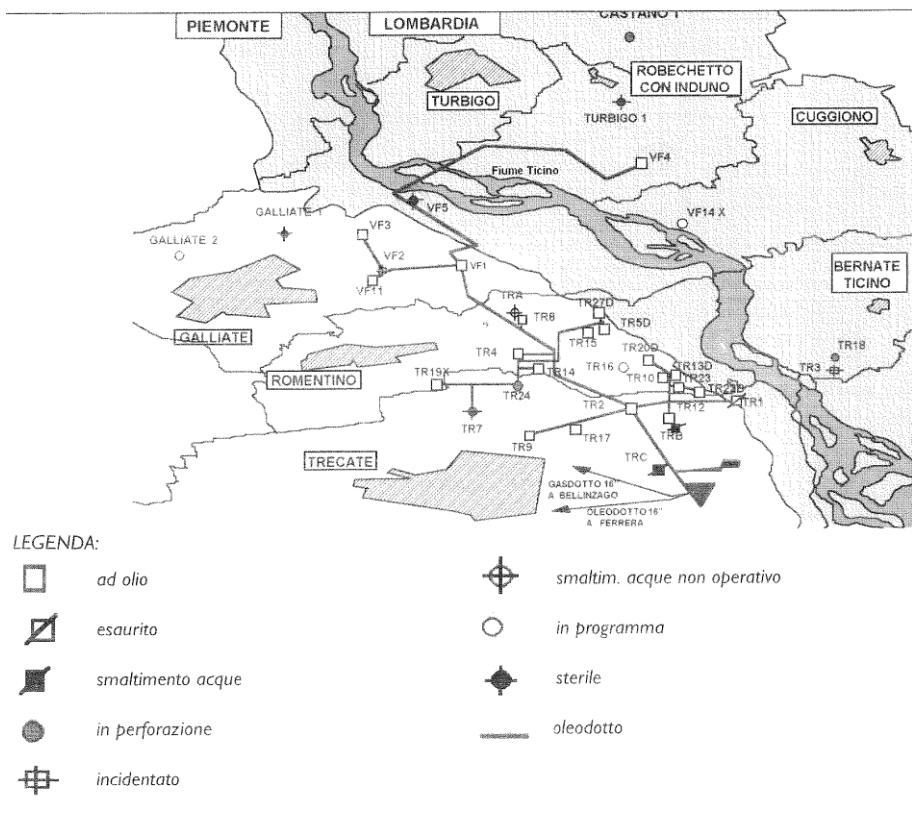 PIEMONTE
LOMBARDIA
CASTANO 1
ROBECHETTO
CON INDUNO
TURBIGO
TURBIGO 1
CUGGIONO
VF4
Fiume Ticino
VF5
GALLIATE 1
VF3
VF14 X
GALLIATE 2
VF2
VF1
BERNATE
TICINO
VF11
TRA
TR27D
TR8
TR5D
GALLIATE
TR15
TR4
TR20D
TR18
TR16
TR13D
TR3
ROMENTINO
TR19X
TR14
TR10
TR23
TR24
TR2
TR12
TR1
TR7
TRB
TR9
TR17
TRC
TRECATE
GASDOTTO 16"
A BELLINZAGO
OLEODOTTO 16"
A FERRERA
LEGENDA:
ad olio
smaltim. acque non operativo
esaurito
in programma
smaltimento acque
sterile
in perforazione
oleodotto
incidentato